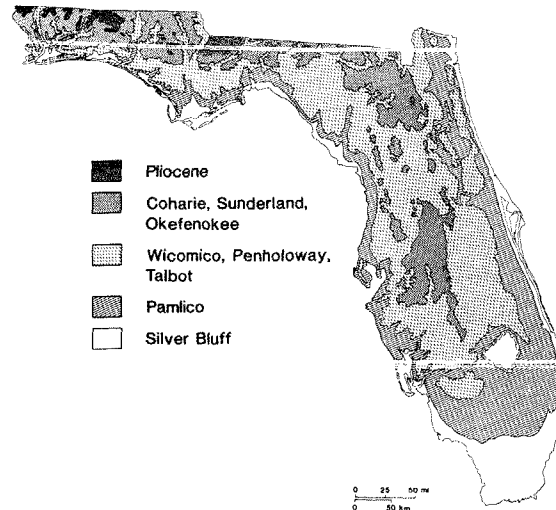 Pliocene
Coharie, Sunderland,
Okefenokee
Wicomico, Penholoway,
Talbot
Pamlico
Silver Bluff
0 25 50 mi
0 50 km